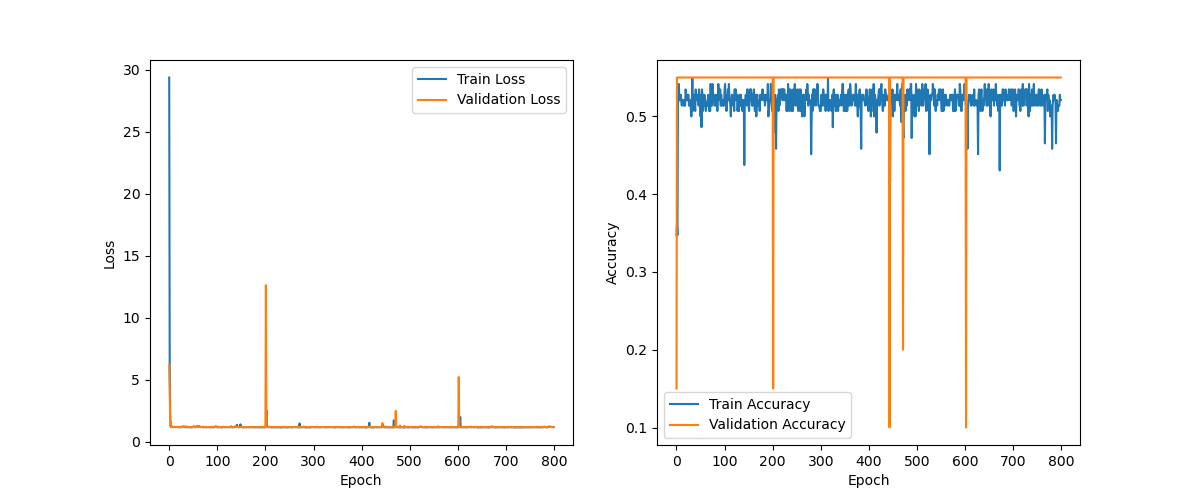 30
25
20
15
10
5
0
Loss
0 100 200 300 400 500 600 700 800
Epoch
Train Loss
Validation Loss
0.5
0.4
0.3
0.2
0.1
Accuracy
0 100 200 300 400 500 600 700 800
Epoch
Train Accuracy
Validation Accuracy